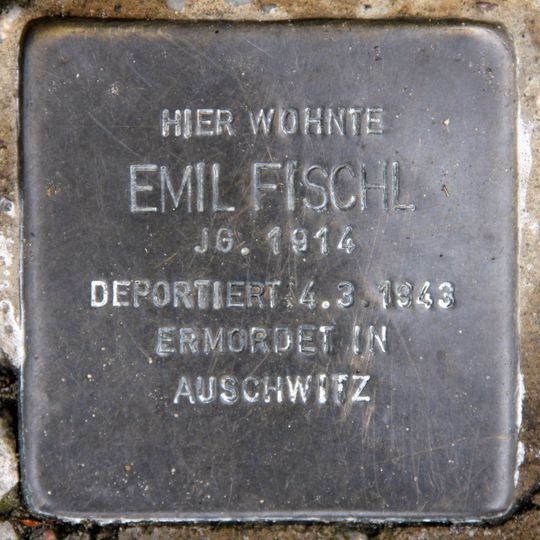 HIER WOHNTE
EMIL FISCHL
JG. 1914
DEPORTIERT 4.3.1943
ERMORDET IN
AUSCHWITZ